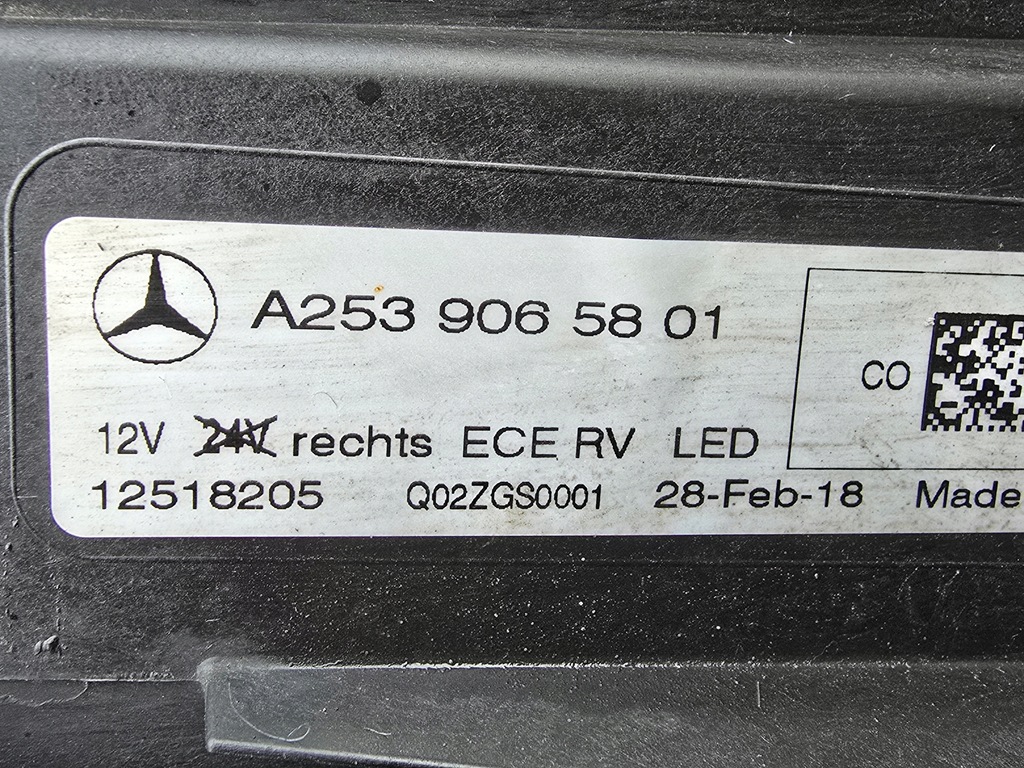 A253 906 58 01
CO
12V 24V rechts ECE RV LED
12518205 Q02ZGS0001 28-Feb-18 Made